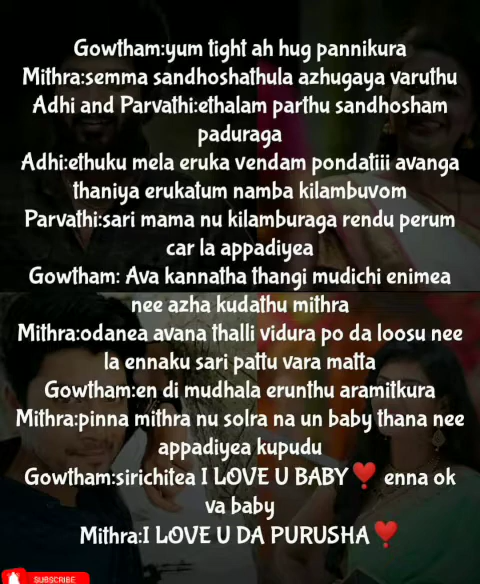 Gowtham:yum tight ah hug pannikura
Mithra:semma sandhoshathula azhugaya varuthu
Adhi and Parvathi:ethalam parthu sandhosham
paduraga
Adhi:ethuku mela eruka vendam pondatiii avanga
thaniya erukatum namba kilambuvom
Parvathi:sari mama nu kilamburaga rendu perum
car la appadiyea
Gowtham: Ava kannatha thangi mudichi enimea
nee azha kudathu mithra
Mithra:odanea avana thalli vidura po da loosu nee
la ennaku sari pattu vara matta
Gowtham:en di mudhala erunthu aramitkura
Mithra:pinna mithra nu solra na un baby thana nee
appadiyea kupudu
Gowtham:sirichitea I LOVE U BABY❣️ enna ok
va baby
Mithra:I LOVE U DA PURUSHA❣️
SUBSCRIBE